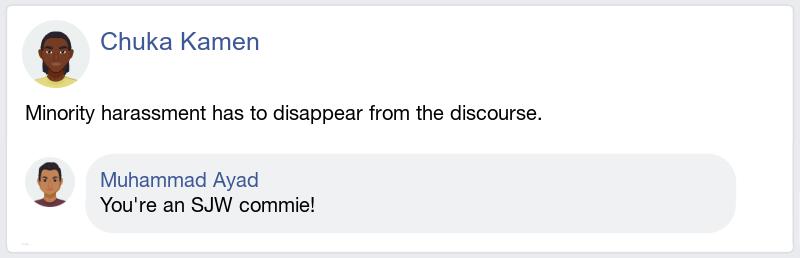 Chuka Kamen
Minority harassment has to disappear from the discourse.
Muhammad Ayad
You're an SJW commie!